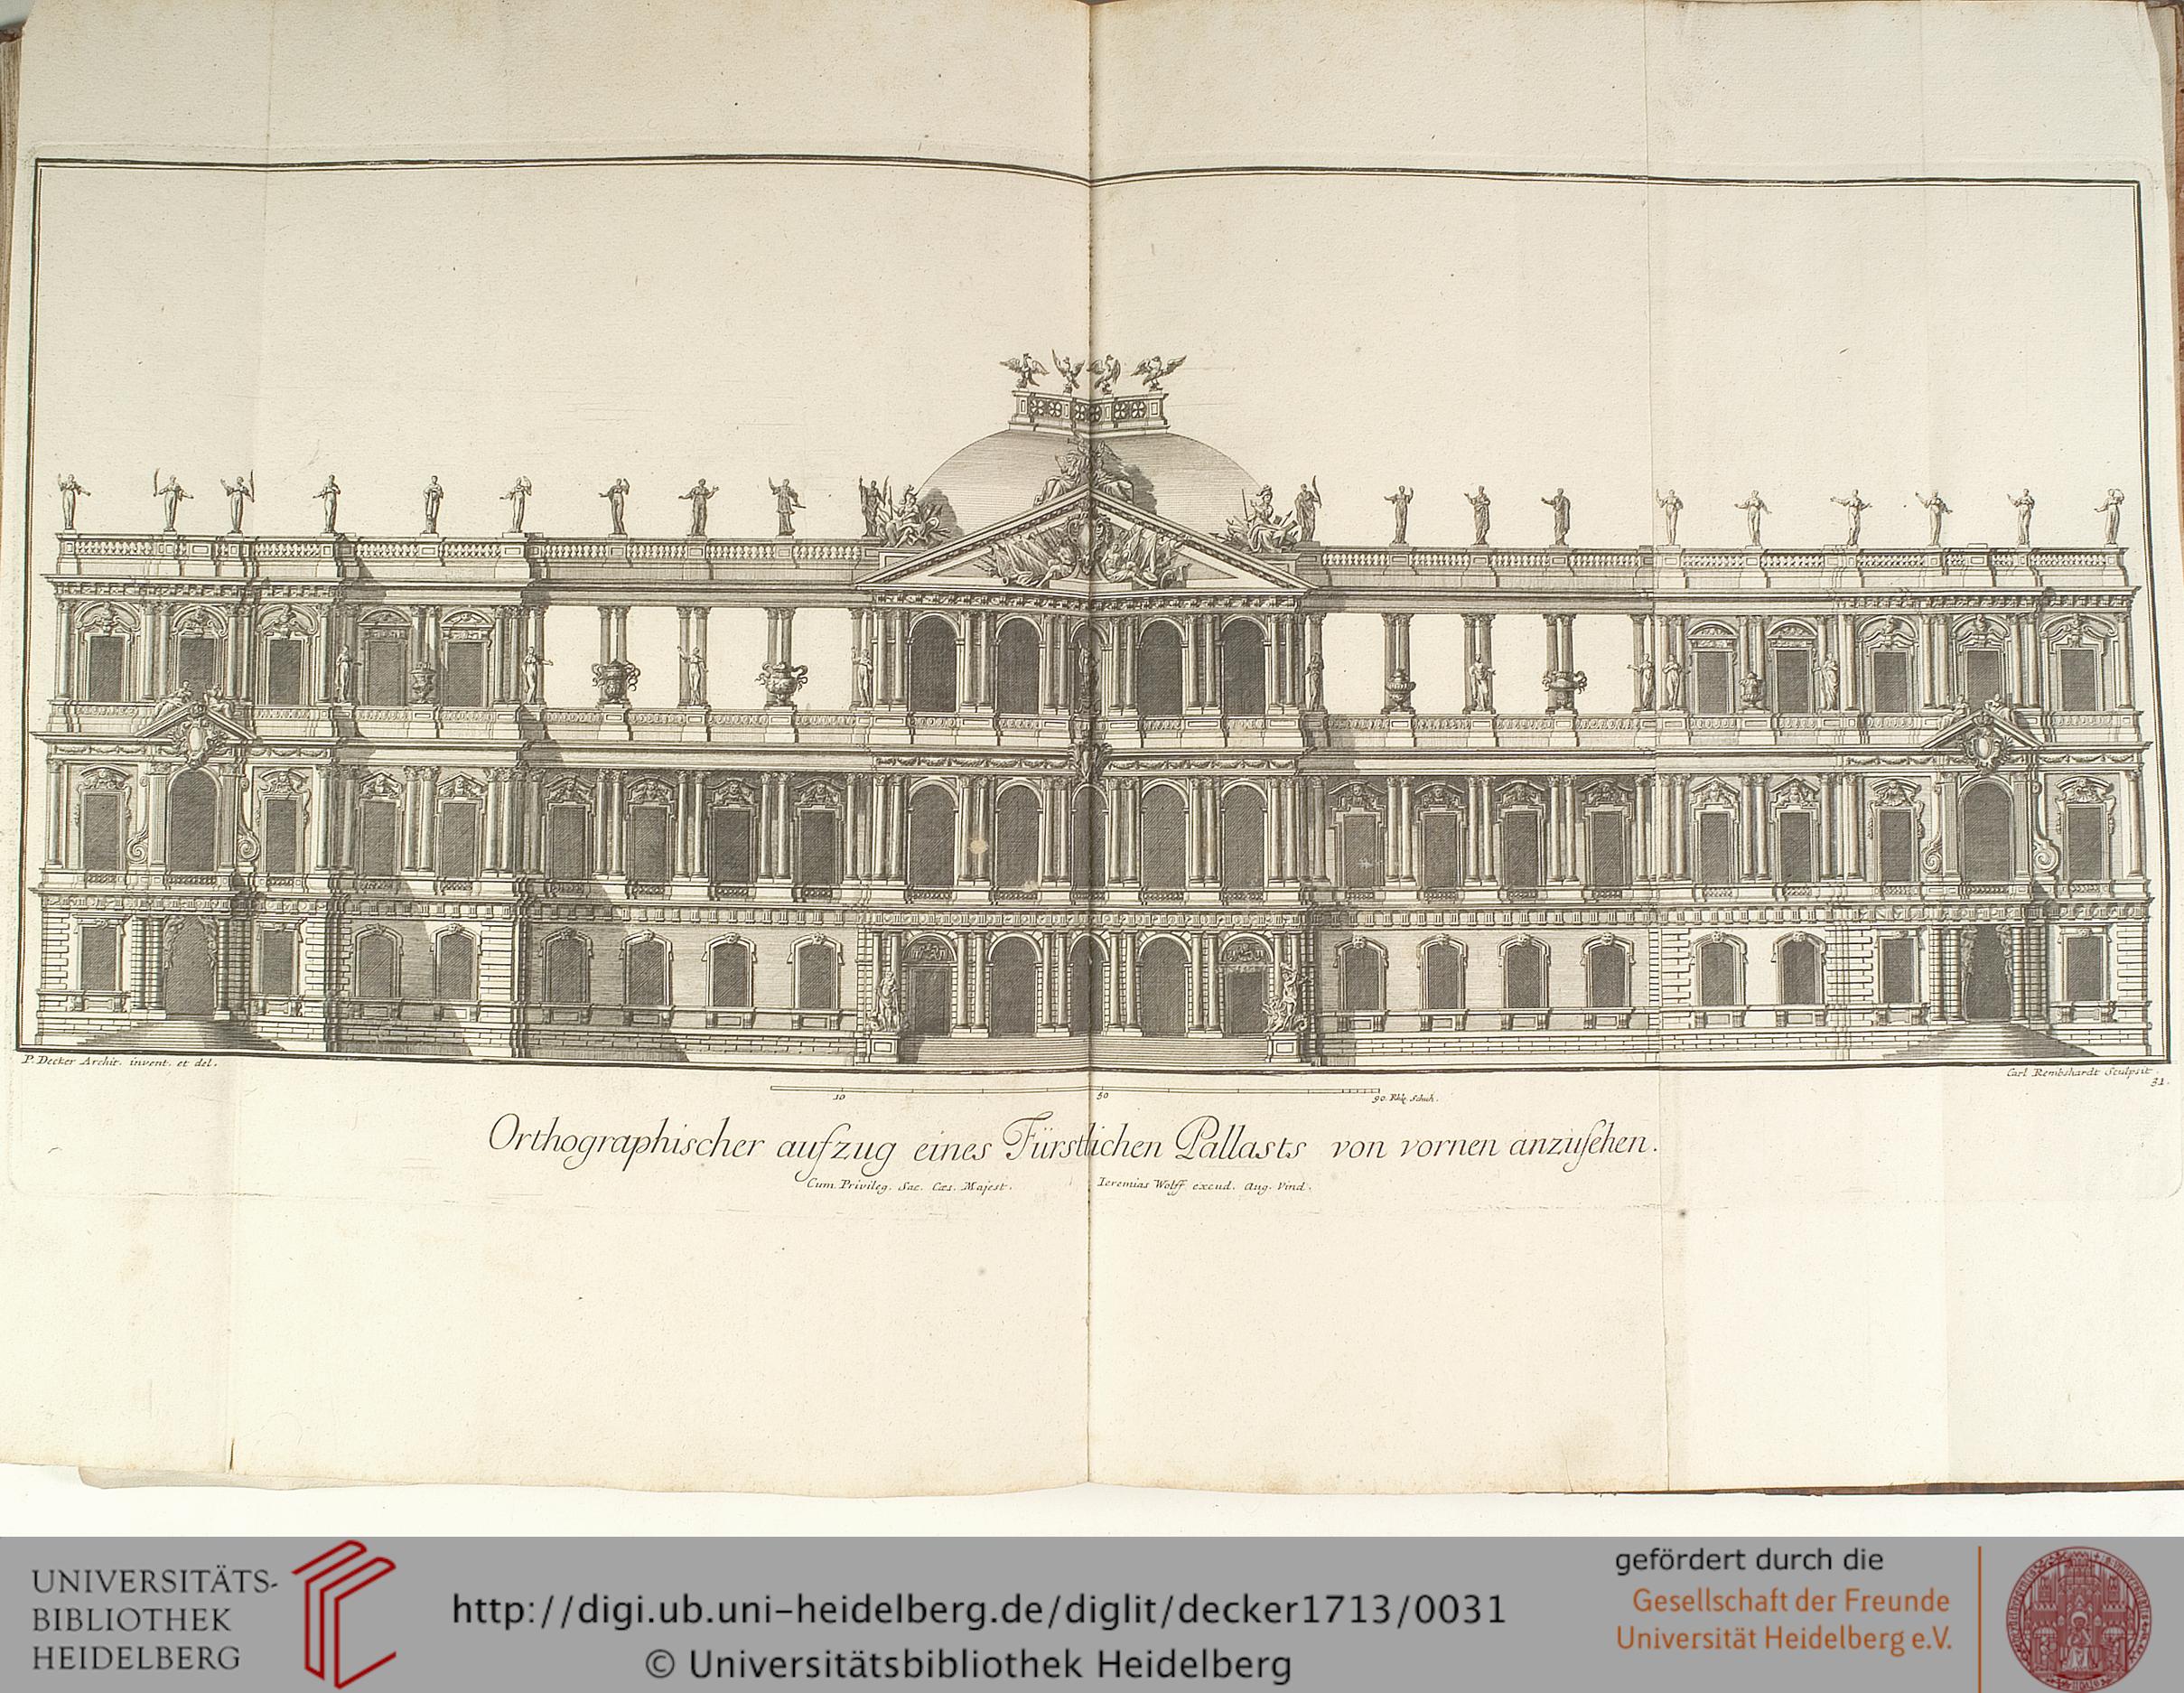 P. Decker Archit. invent. et del.
Carl Rembshardt Sculpsit.
31.
10
50
90. Rhlr. Schuh.
Orthographischer aufzug eines Fürstlichen Pallasts von vornen anzusehen.
Cum Privileg. Sac. Cæs. Majest.
Ieremias Wolff excud. Aug. Vind.
UNIVERSITÄTS-
BIBLIOTHEK
HEIDELBERG
http://digi.ub.uni-heidelberg.de/diglit/decker1713/0031
© Universitätsbibliothek Heidelberg
gefördert durch die
Gesellschaft der Freunde
Universität Heidelberg e.V.